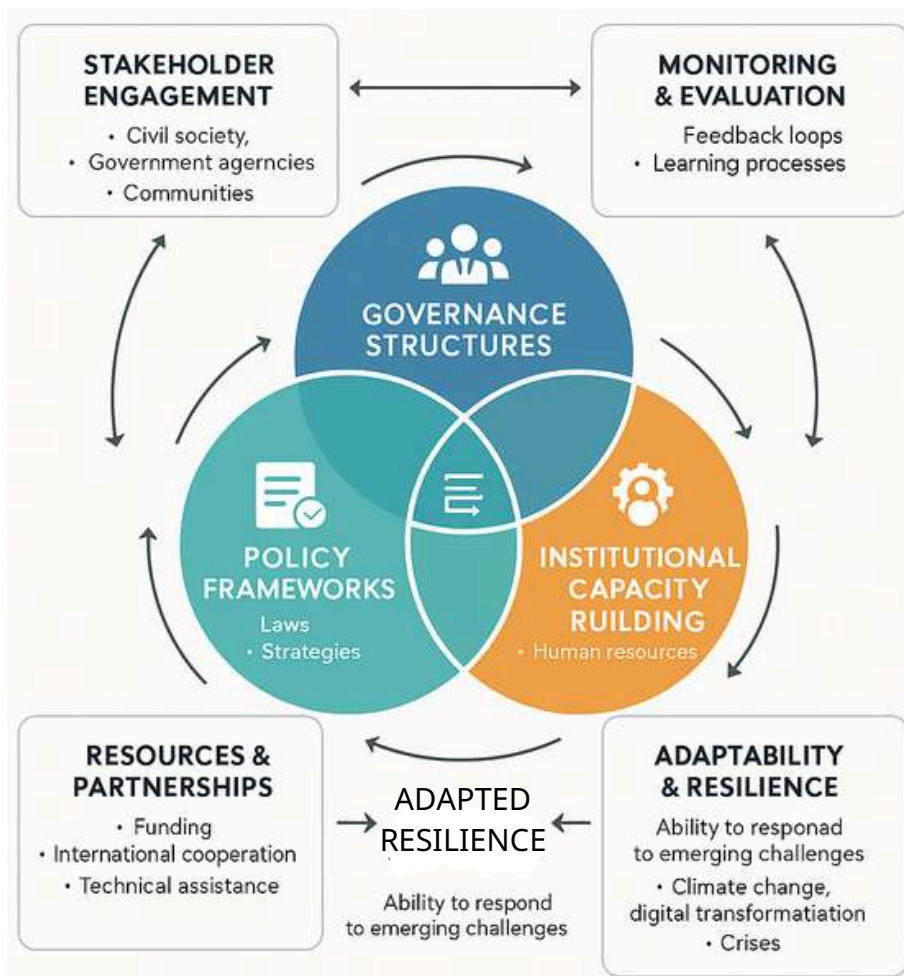 STAKEHOLDER
ENGAGEMENT
• Civil society,
• Government agerncies
• Communities
MONITORING
& EVALUATION
Feedback loops
• Learning processes
GOVERNANCE
STRUCTURES
POLICY
FRAMEWORKS
Laws
• Strategies
INSTITUTIONAL
CAPACITY
RUILDING
• Human resources
RESOURCES &
PARTNERSHIPS
• Funding
• International cooperation
• Technical assistance
ADAPTED
RESILIENCE
Ability to respond
to emerging challenges
ADAPTABILITY
& RESILIENCE
Ability to responad
to emerging challenges
• Climate change,
digital transformatiation
• Crises